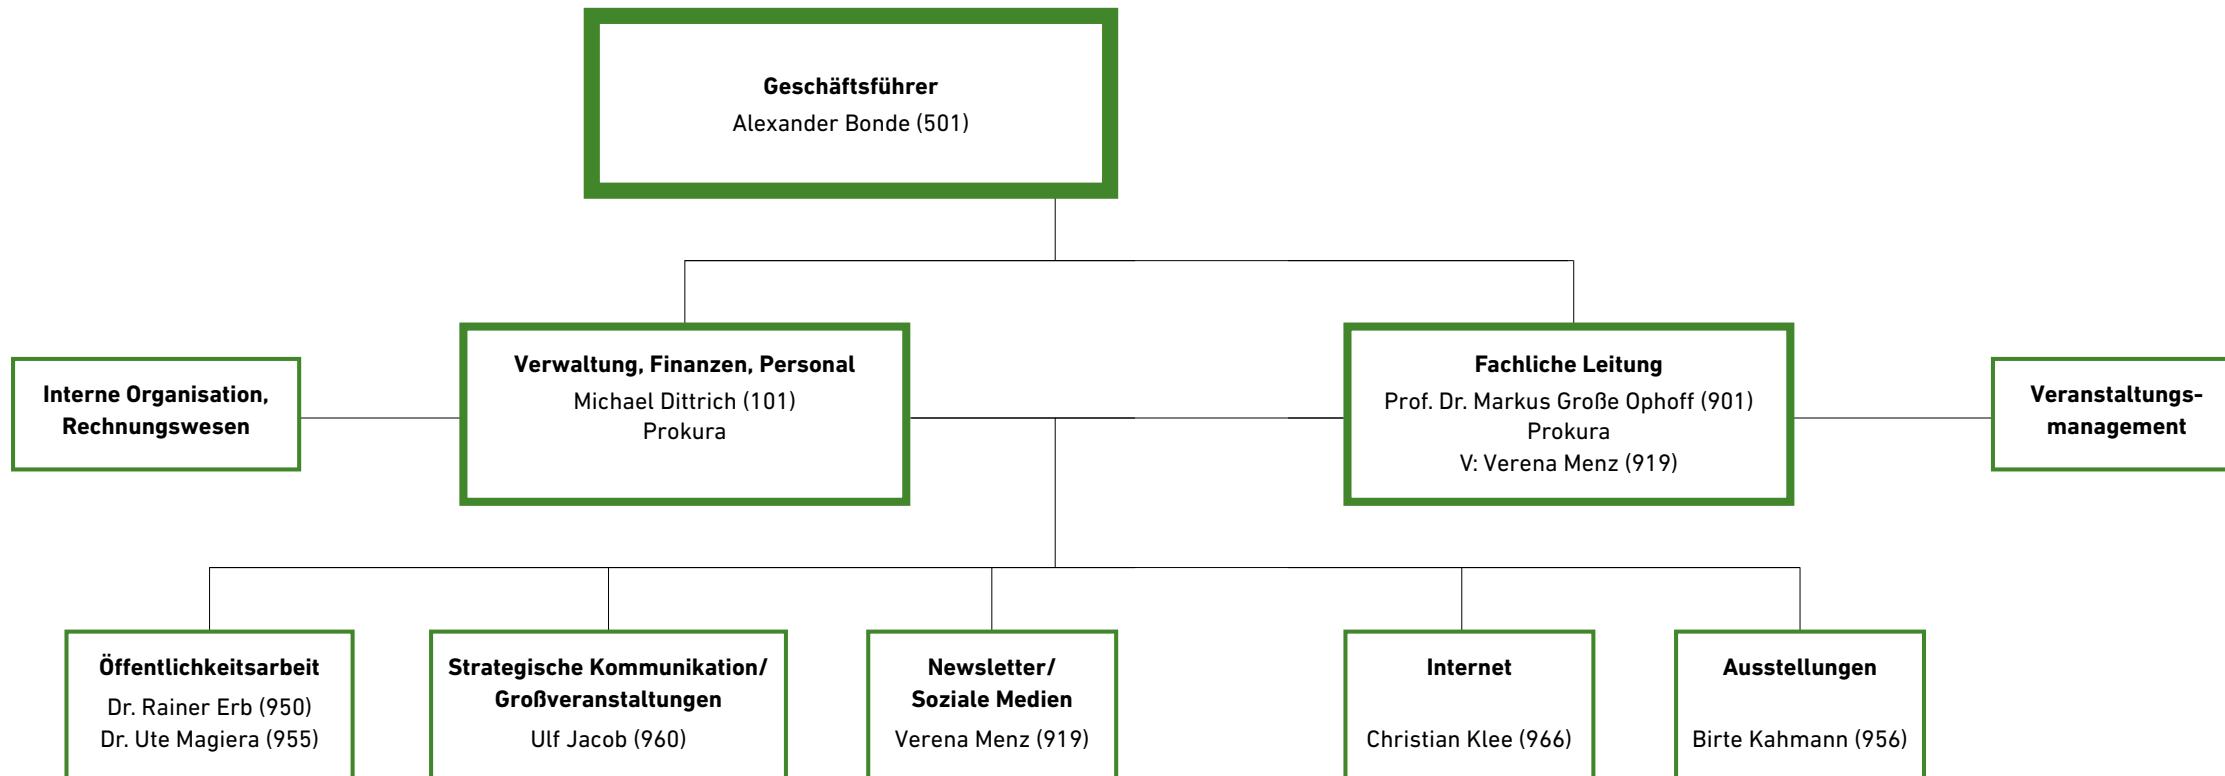 Geschäftsführer
Alexander Bonde (501)
Verwaltung, Finanzen, Personal
Michael Dittrich (101)
Prokura
Fachliche Leitung
Prof. Dr. Markus Große Ophoff (901)
Prokura
V: Verena Menz (919)
Interne Organisation,
Rechnungswesen
Veranstaltungs-
management
Öffentlichkeitsarbeit
Dr. Rainer Erb (950)
Dr. Ute Magiera (955)
Strategische Kommunikation/
Großveranstaltungen
Ulf Jacob (960)
Newsletter/
Soziale Medien
Verena Menz (919)
Internet
Christian Klee (966)
Ausstellungen
Birte Kahmann (956)